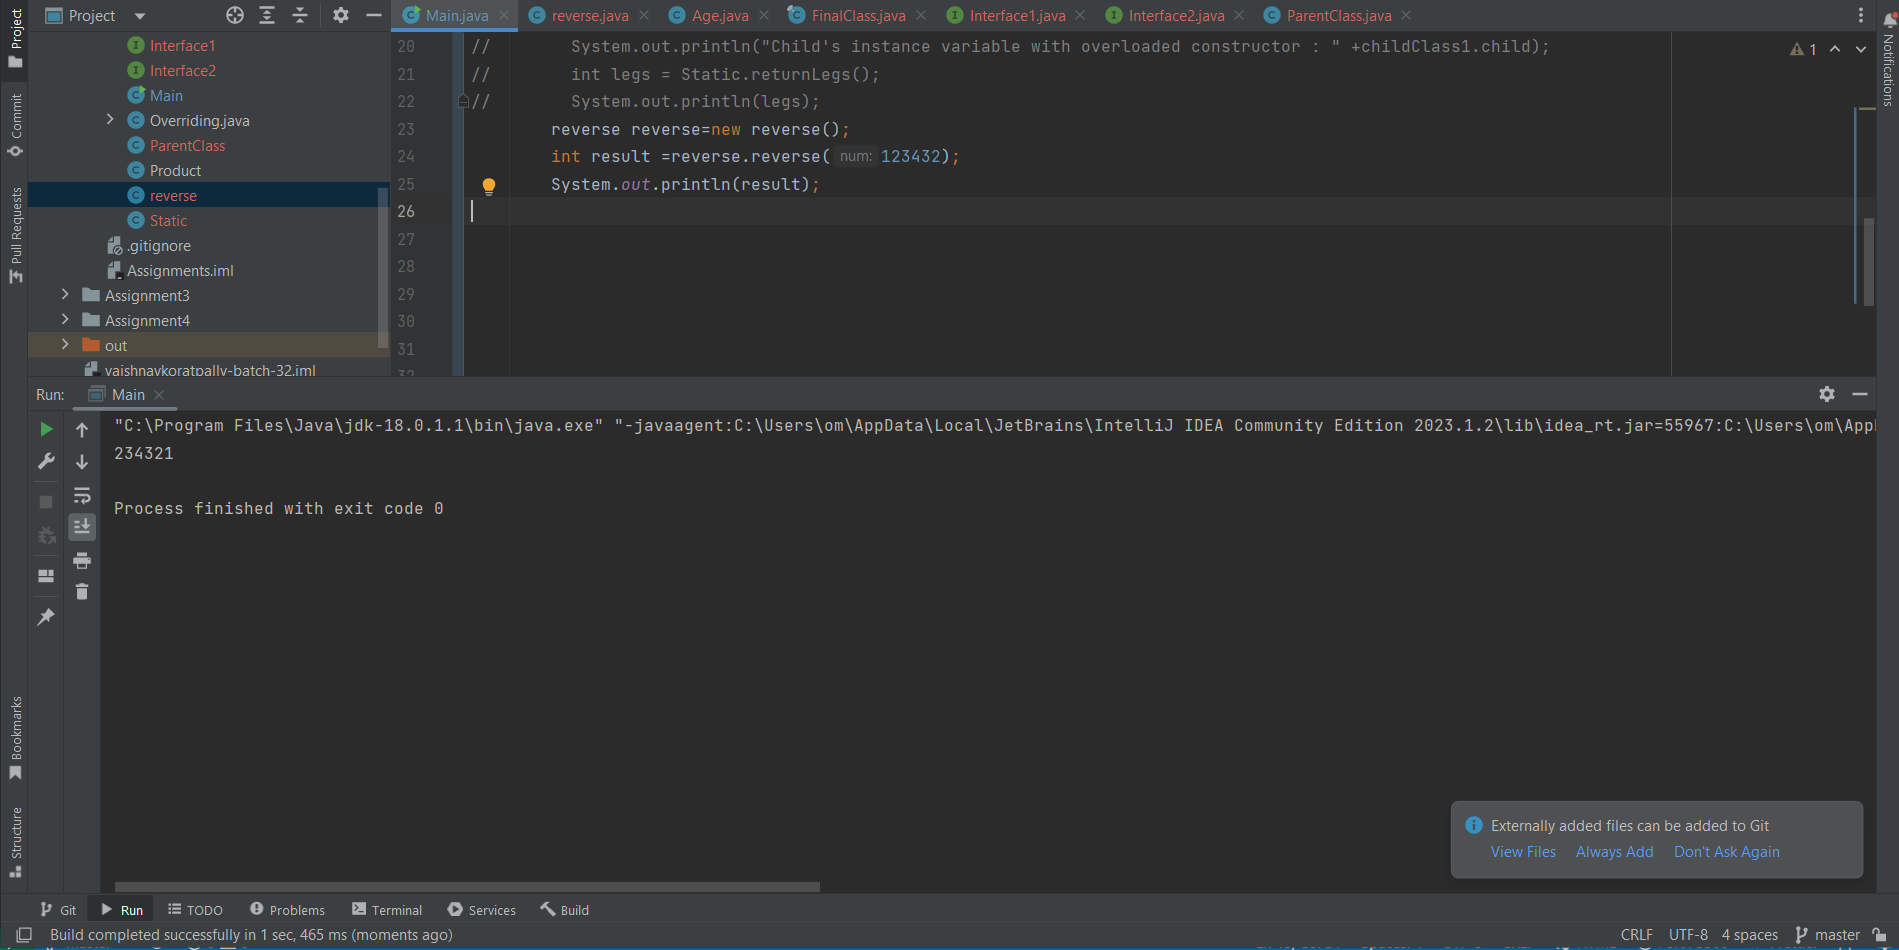 Project
Main.java
reverse.java
Age.java
FinalClass.java
Interface1.java
Interface2.java
ParentClass.java
Project
Commit
Pull Requests
Bookmarks
Structure
Notifications
Interface1
Interface2
Main
Overriding.java
ParentClass
Product
reverse
Static
.gitignore
Assignments.iml
Assignment3
Assignment4
out
vaishnavkoratpally-batch-32.iml
20 // System.out.println("Child's instance variable with overloaded constructor : " +childClass1.child);
21 // int legs = Static.returnLegs();
22 // System.out.println(legs);
23 reverse reverse=new reverse();
24 int result =reverse.reverse( num: 123432);
25 System.out.println(result);
26
27
28
29
30
31
32
1
Run: Main
"C:\Program Files\Java\jdk-18.0.1.1\bin\java.exe" "-javaagent:C:\Users\om\AppData\Local\JetBrains\IntelliJ IDEA Community Edition 2023.1.2\lib\idea_rt.jar=55967:C:\Users\om\App
234321
Process finished with exit code 0
Externally added files can be added to Git
View Files Always Add Don't Ask Again
Git Run TODO Problems Terminal Services Build
Build completed successfully in 1 sec, 465 ms (moments ago)
CRLF UTF-8 4 spaces master